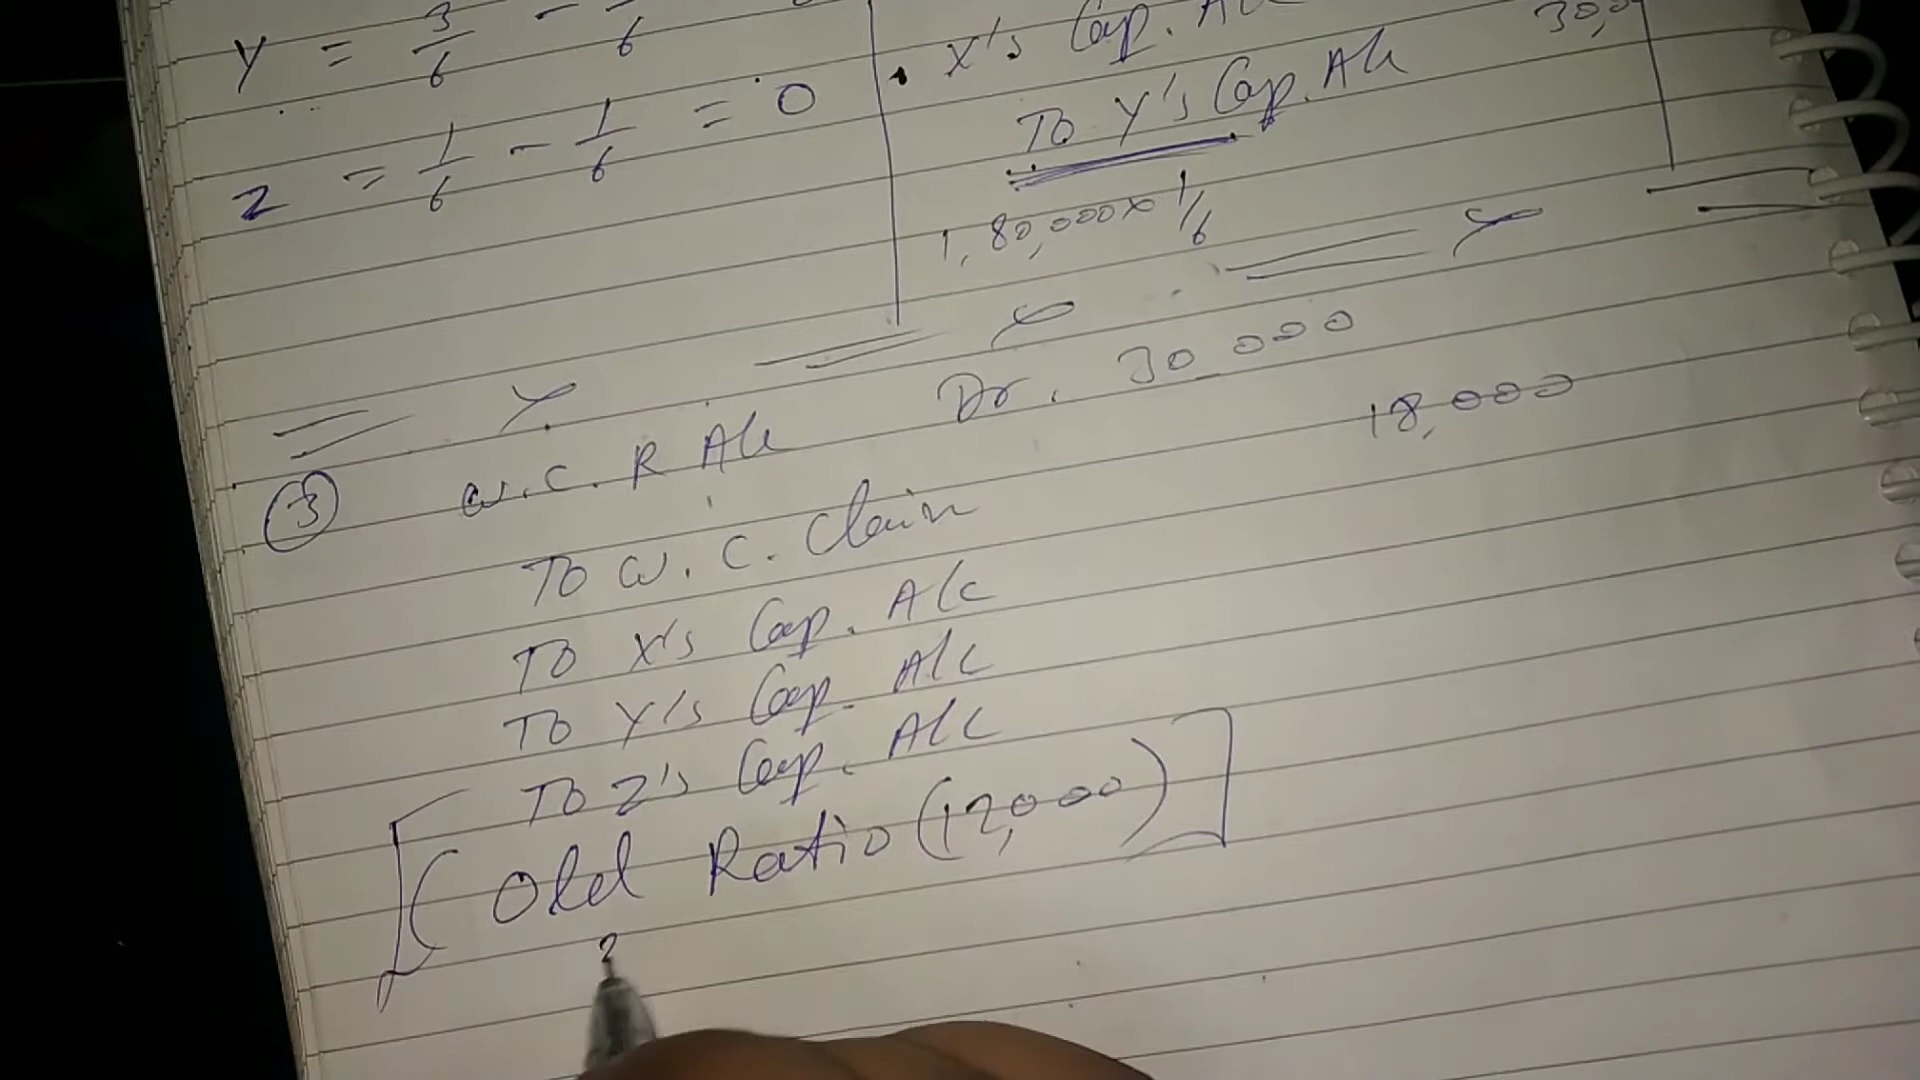 Y = 3/6 -  /6
Z = 1/6 - 1/6 = 0
X's Cap. A/c
To Y's Cap. A/c
1,80,000 x 1/6
③ W.C.R A/c Dr. 30,000
To W.C. Claim 18,000
To X's Cap. A/c
To Y's Cap. A/c
To Z's Cap. A/c
[(Old Ratio (12,000)]